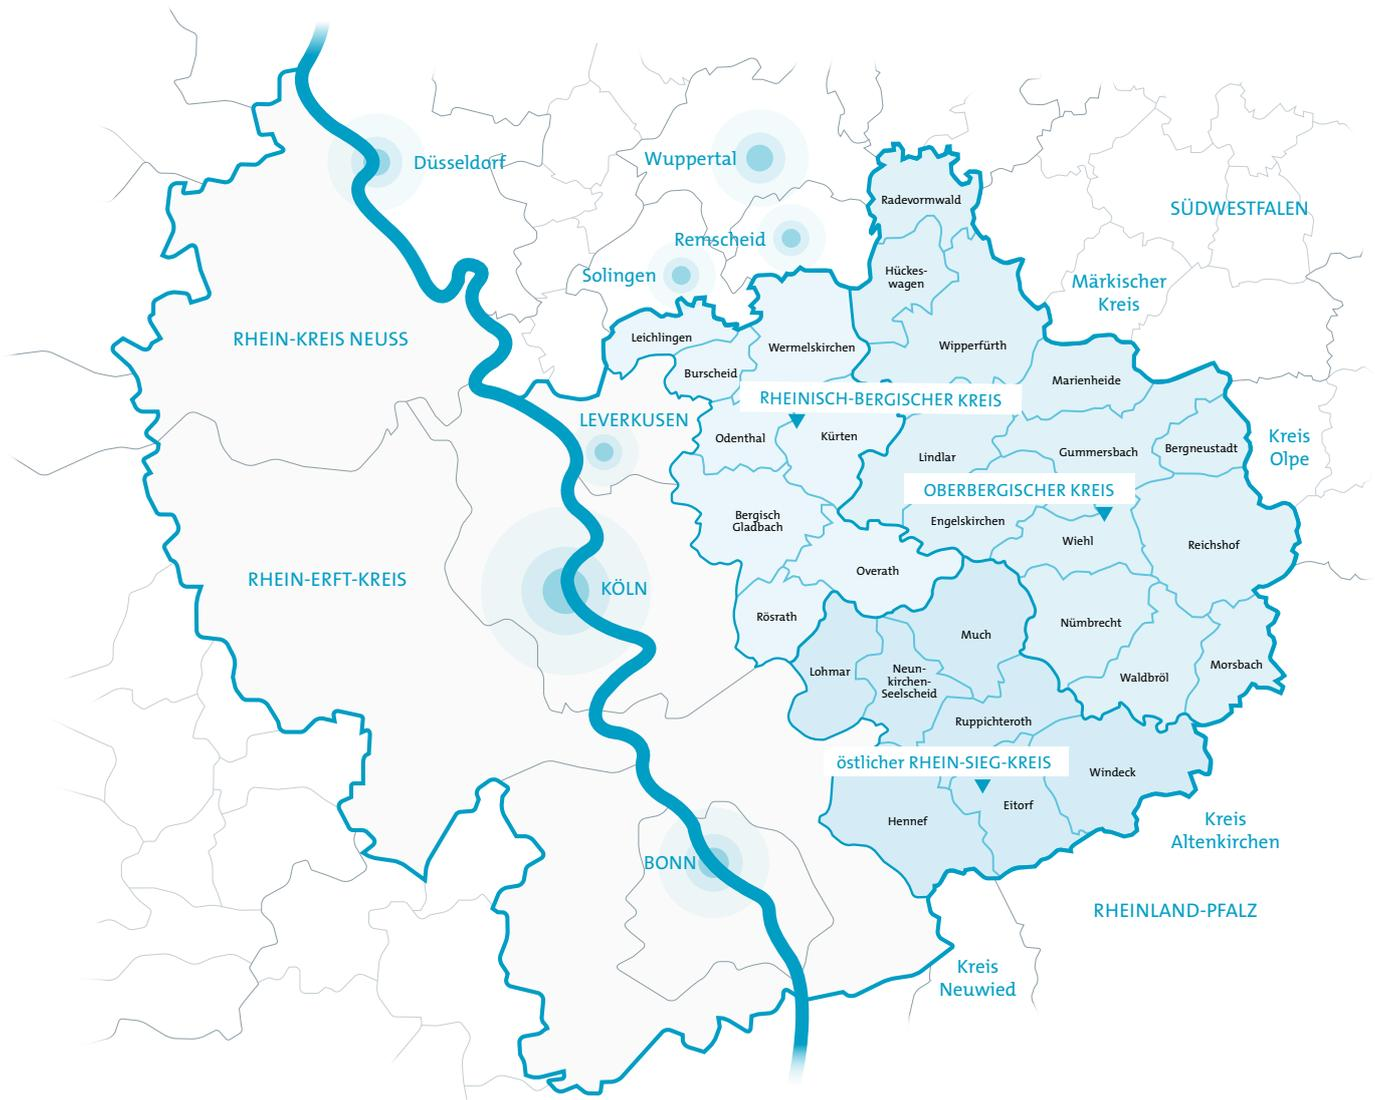 Düsseldorf
Wuppertal
Radevormwald
SÜDWESTFALEN
Remscheid
Solingen
Hückes-
wagen
Märkischer
Kreis
RHEIN-KREIS NEUSS
Leichlingen
Wermelskirchen
Wipperfürth
Burscheid
Marienheide
RHEINISCH-BERGISCHER KREIS
LEVERKUSEN
Odenthal
Kürten
Lindlar
Gummersbach
Bergneustadt
Kreis
Olpe
OBERBERGISCHER KREIS
Bergisch
Gladbach
Engelskirchen
Wiehl
Reichshof
RHEIN-ERFT-KREIS
KÖLN
Overath
Rösrath
Much
Nümbrecht
Lohmar
Neun-
kirchen-
Seelscheid
Waldbröl
Morsbach
Ruppichteroth
östlicher RHEIN-SIEG-KREIS
Windeck
Eitorf
Hennef
Kreis
Altenkirchen
BONN
RHEINLAND-PFALZ
Kreis
Neuwied